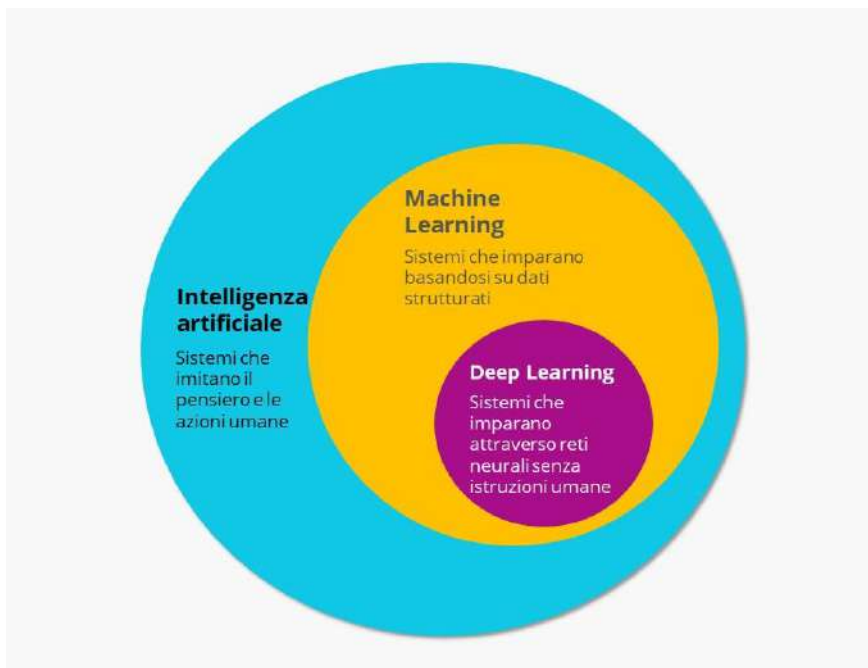 Machine
Learning
Sistemi che imparano
basandosi su dati
strutturati
Intelligenza
artificiale
Sistemi che
imitano il
pensiero e le
azioni umane
Deep Learning
Sistemi che
imparano
attraverso reti
neurali senza
istruzioni umane